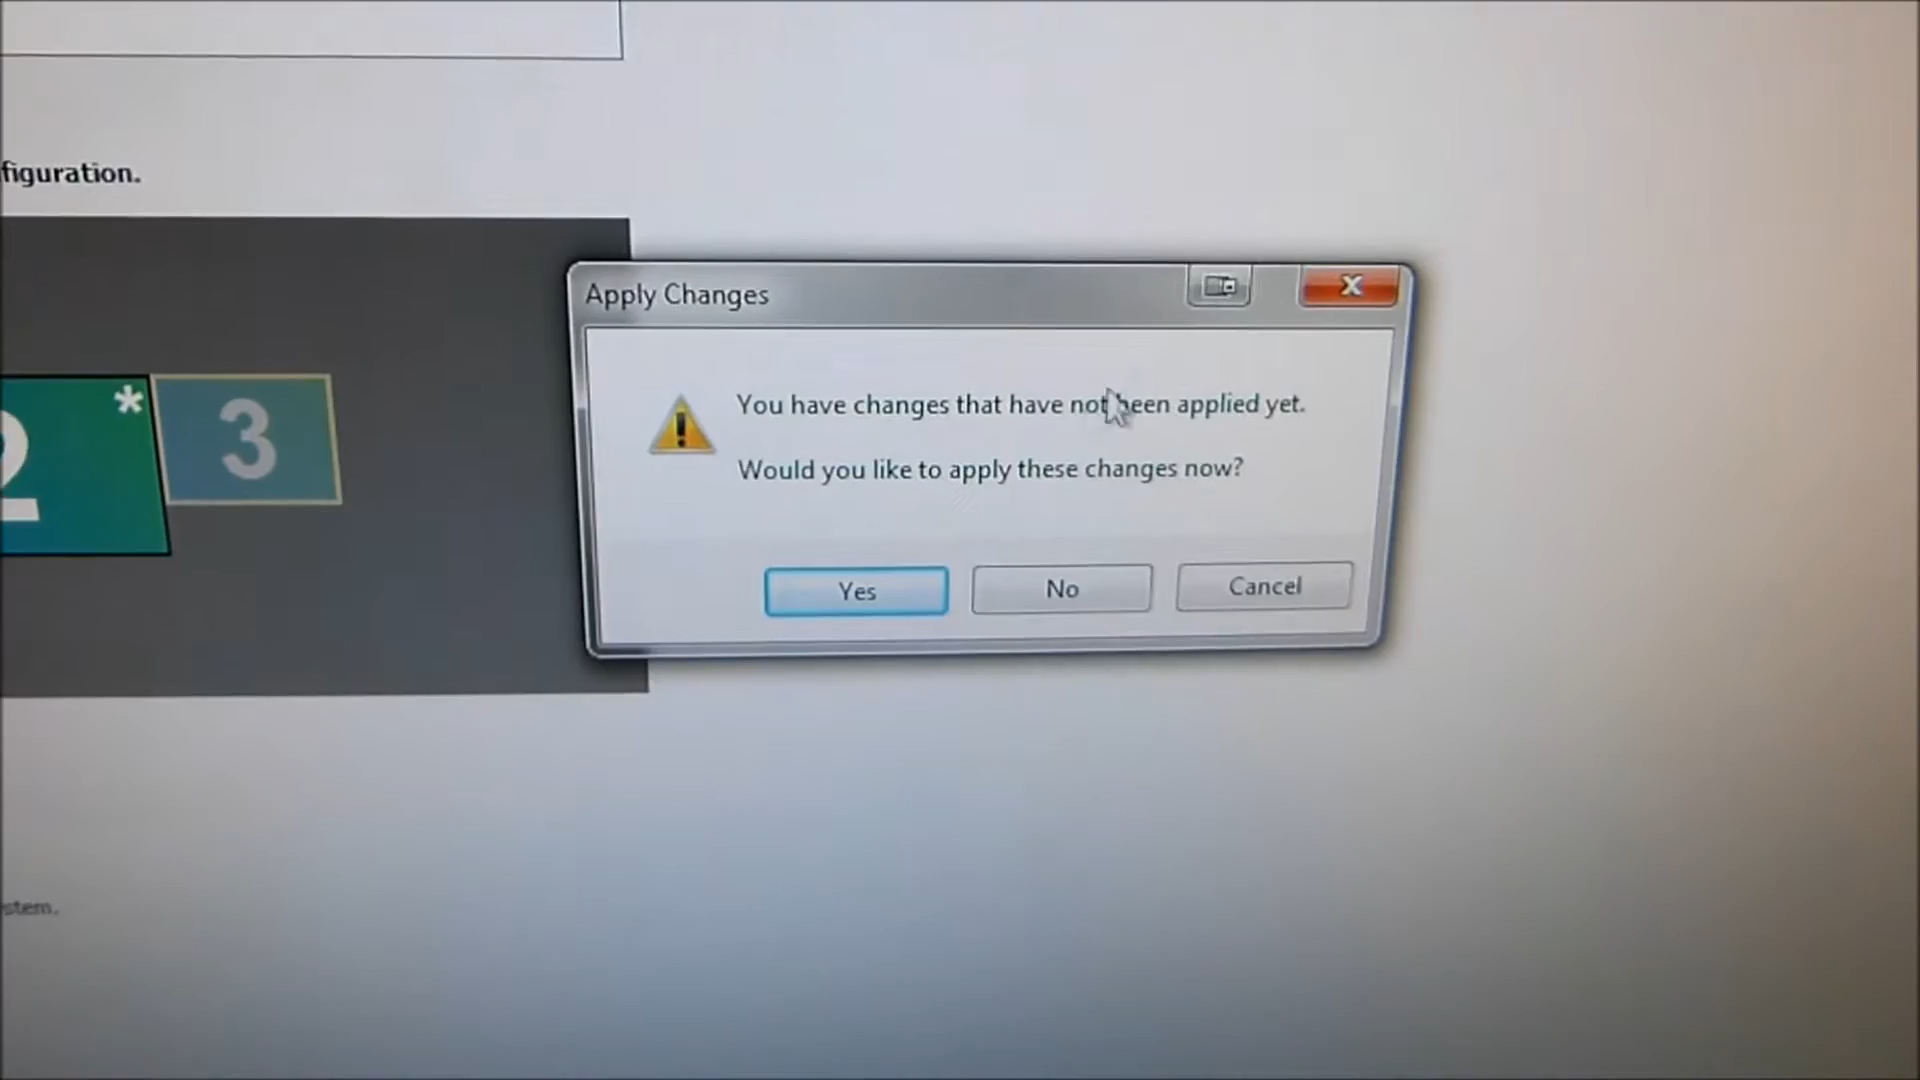 figuration.
Apply Changes
2 * 3
You have changes that have not been applied yet.
Would you like to apply these changes now?
Yes No Cancel
stem.